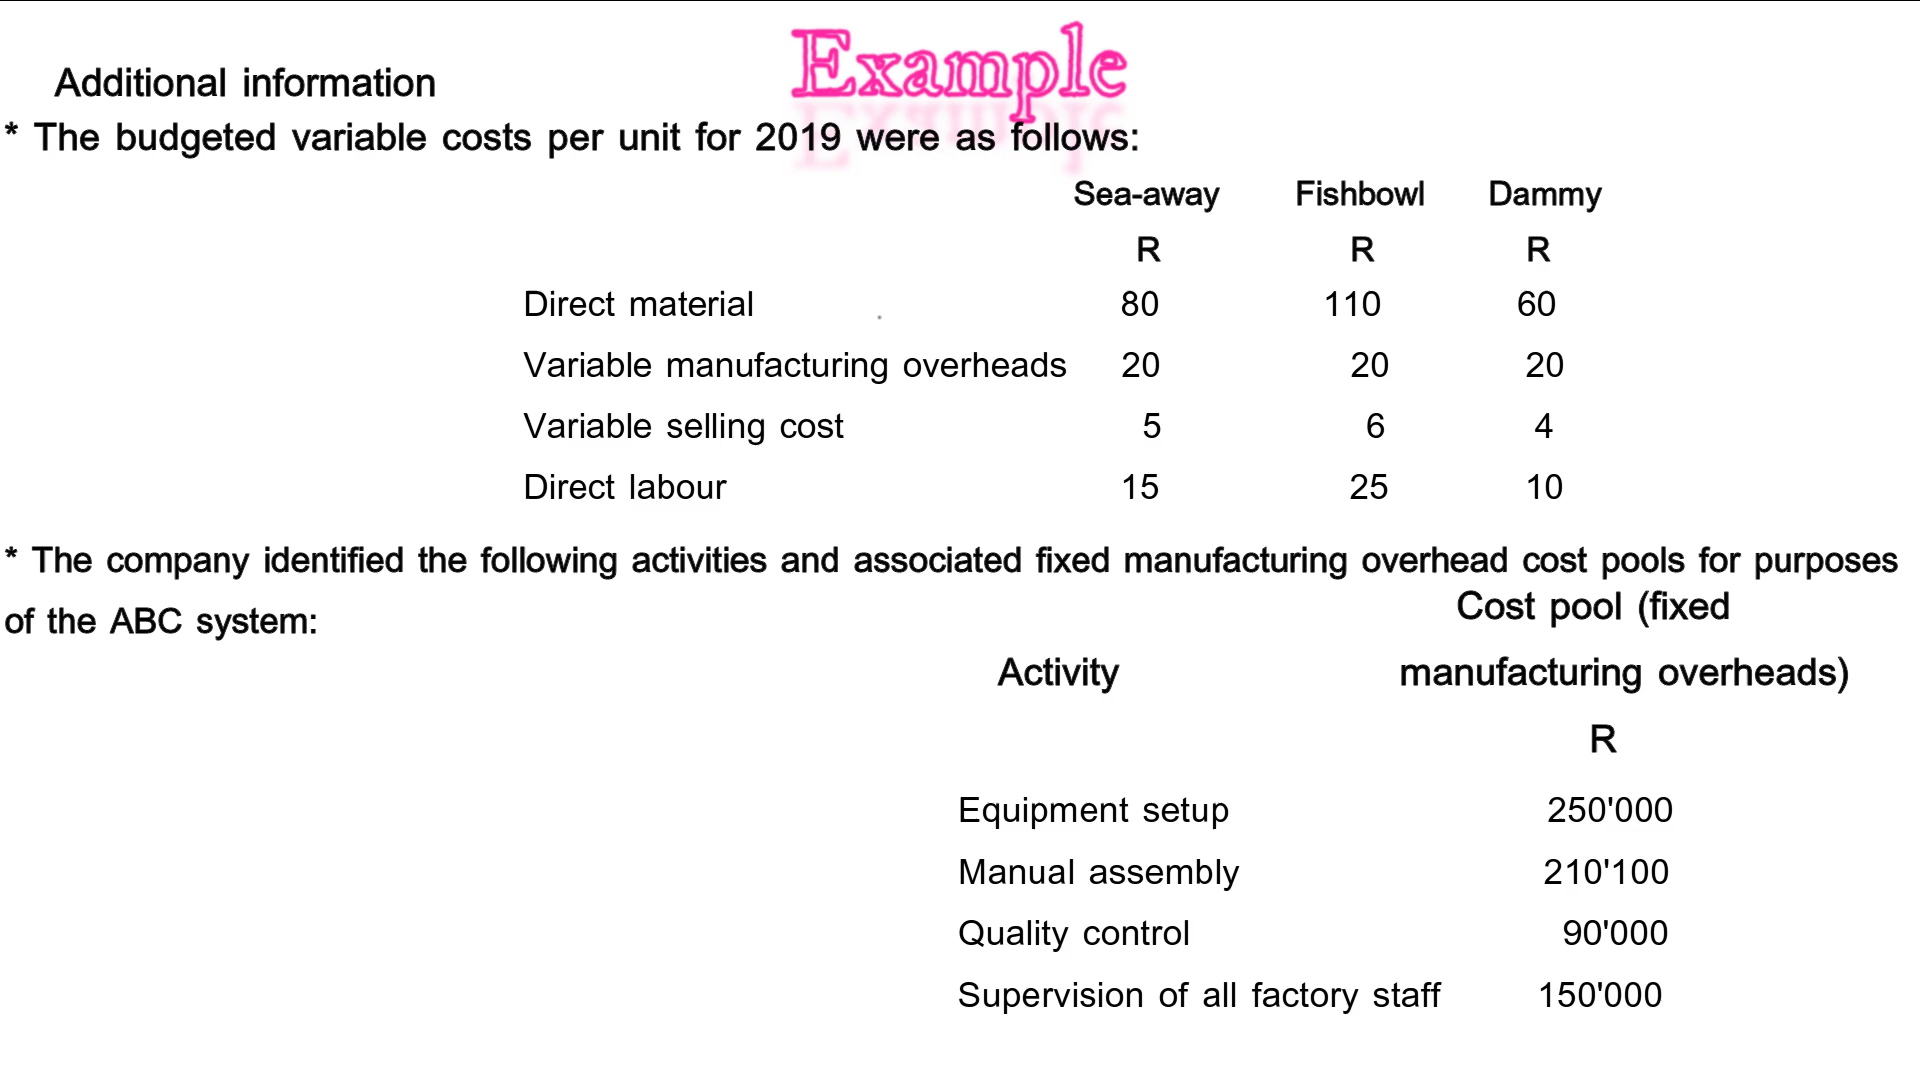 Example
Additional information
* The budgeted variable costs per unit for 2019 were as follows:
Sea-away Fishbowl Dammy
R R R
Direct material 80 110 60
Variable manufacturing overheads 20 20 20
Variable selling cost 5 6 4
Direct labour 15 25 10
* The company identified the following activities and associated fixed manufacturing overhead cost pools for purposes
of the ABC system:
Cost pool (fixed
Activity manufacturing overheads)
R
Equipment setup 250'000
Manual assembly 210'100
Quality control 90'000
Supervision of all factory staff 150'000